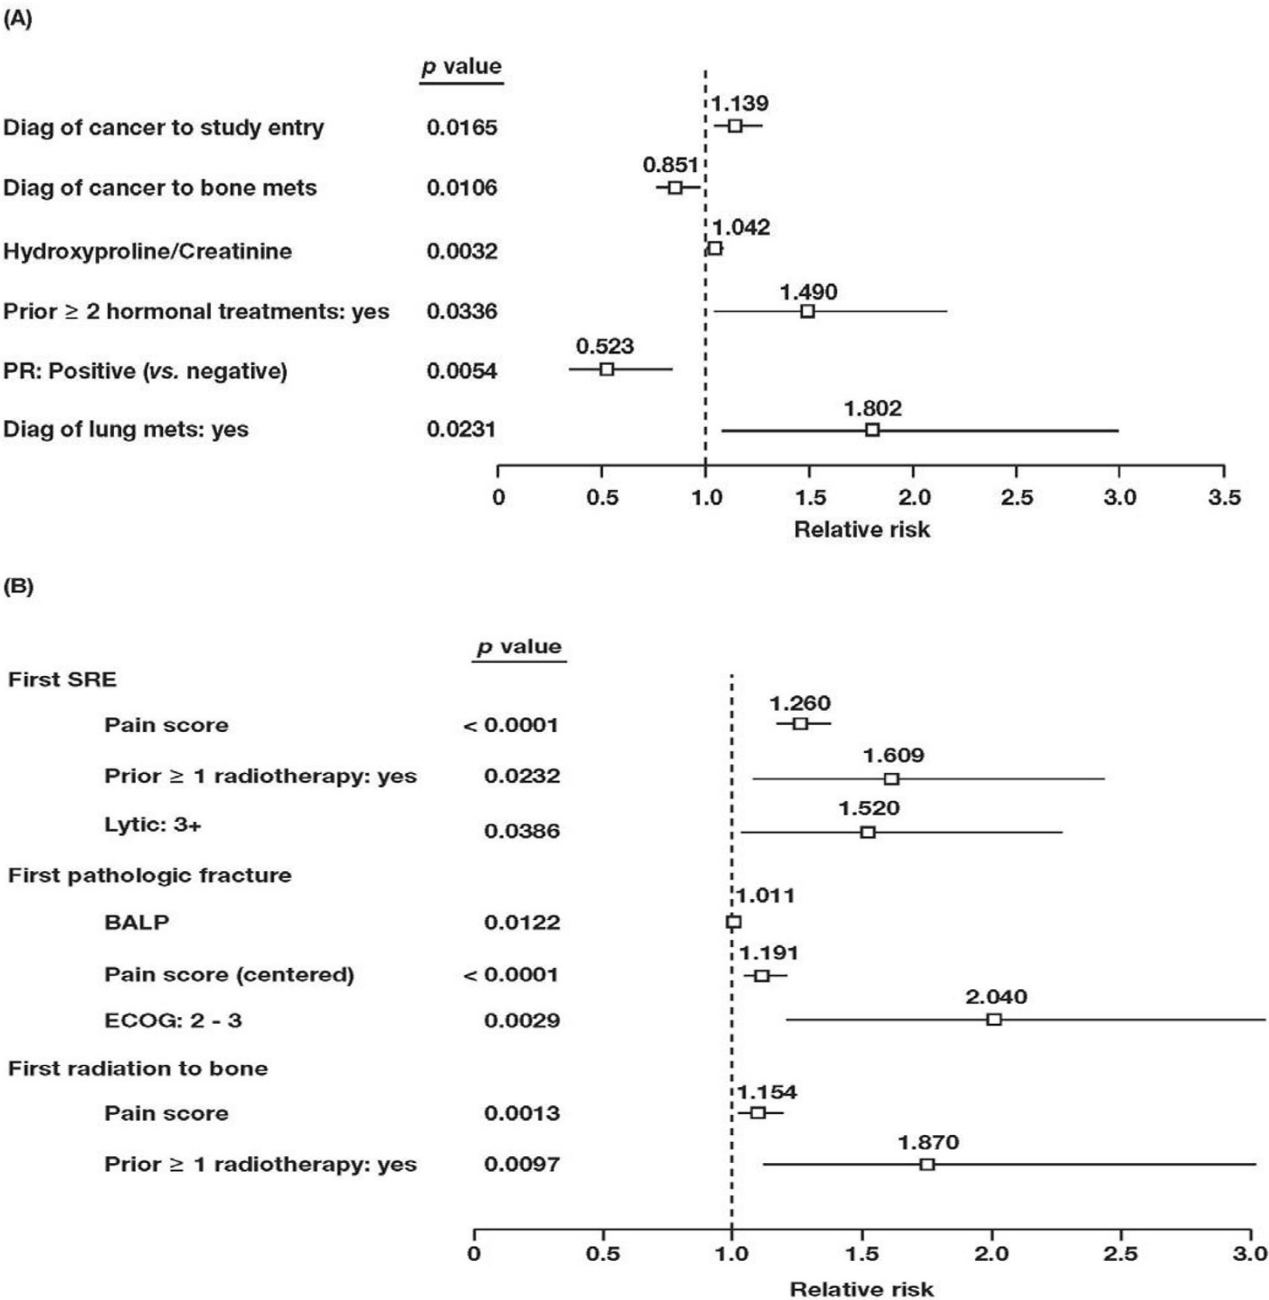 (A)
p value
1.139
Diag of cancer to study entry 0.0165
0.851
Diag of cancer to bone mets 0.0106
1.042
Hydroxyproline/Creatinine 0.0032
1.490
Prior ≥ 2 hormonal treatments: yes 0.0336
0.523
PR: Positive (vs. negative) 0.0054
1.802
Diag of lung mets: yes 0.0231
0 0.5 1.0 1.5 2.0 2.5 3.0 3.5
Relative risk
(B)
p value
First SRE
1.260
Pain score < 0.0001
1.609
Prior ≥ 1 radiotherapy: yes 0.0232
1.520
Lytic: 3+ 0.0386
First pathologic fracture
1.011
BALP 0.0122
1.191
Pain score (centered) < 0.0001
2.040
ECOG: 2 - 3 0.0029
First radiation to bone
1.154
Pain score 0.0013
1.870
Prior ≥ 1 radiotherapy: yes 0.0097
0 0.5 1.0 1.5 2.0 2.5 3.0
Relative risk